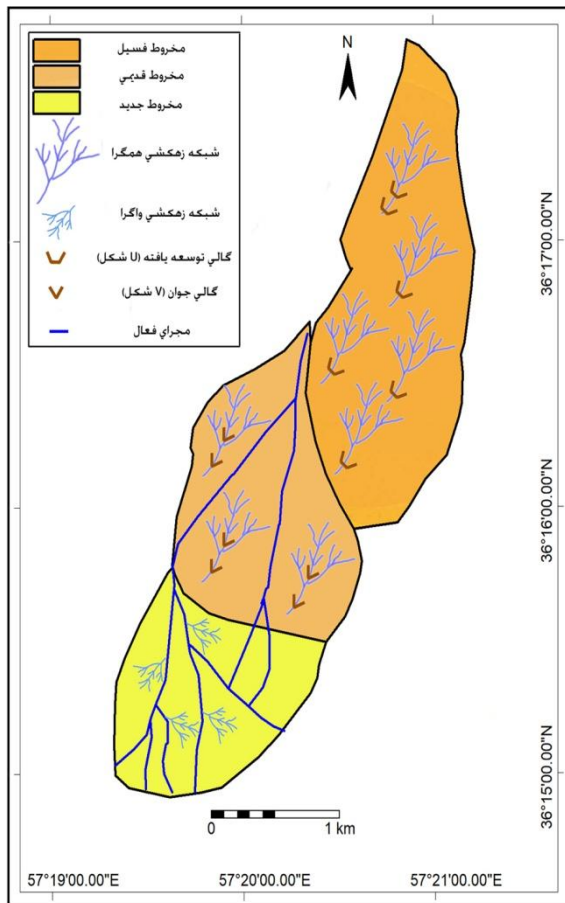 مخروط فسیل
مخروط قدیمی
مخروط جدید
شبکه زهکشی همگرا
شبکه زهکشی واگرا
گالی توسعه یافته (U شکل)
گالی جوان (V شکل)
مجرای فعال
N
36°17'00.00"N
36°16'00.00"N
36°15'00.00"N
0 1 km
57°19'00.00"E 57°20'00.00"E 57°21'00.00"E